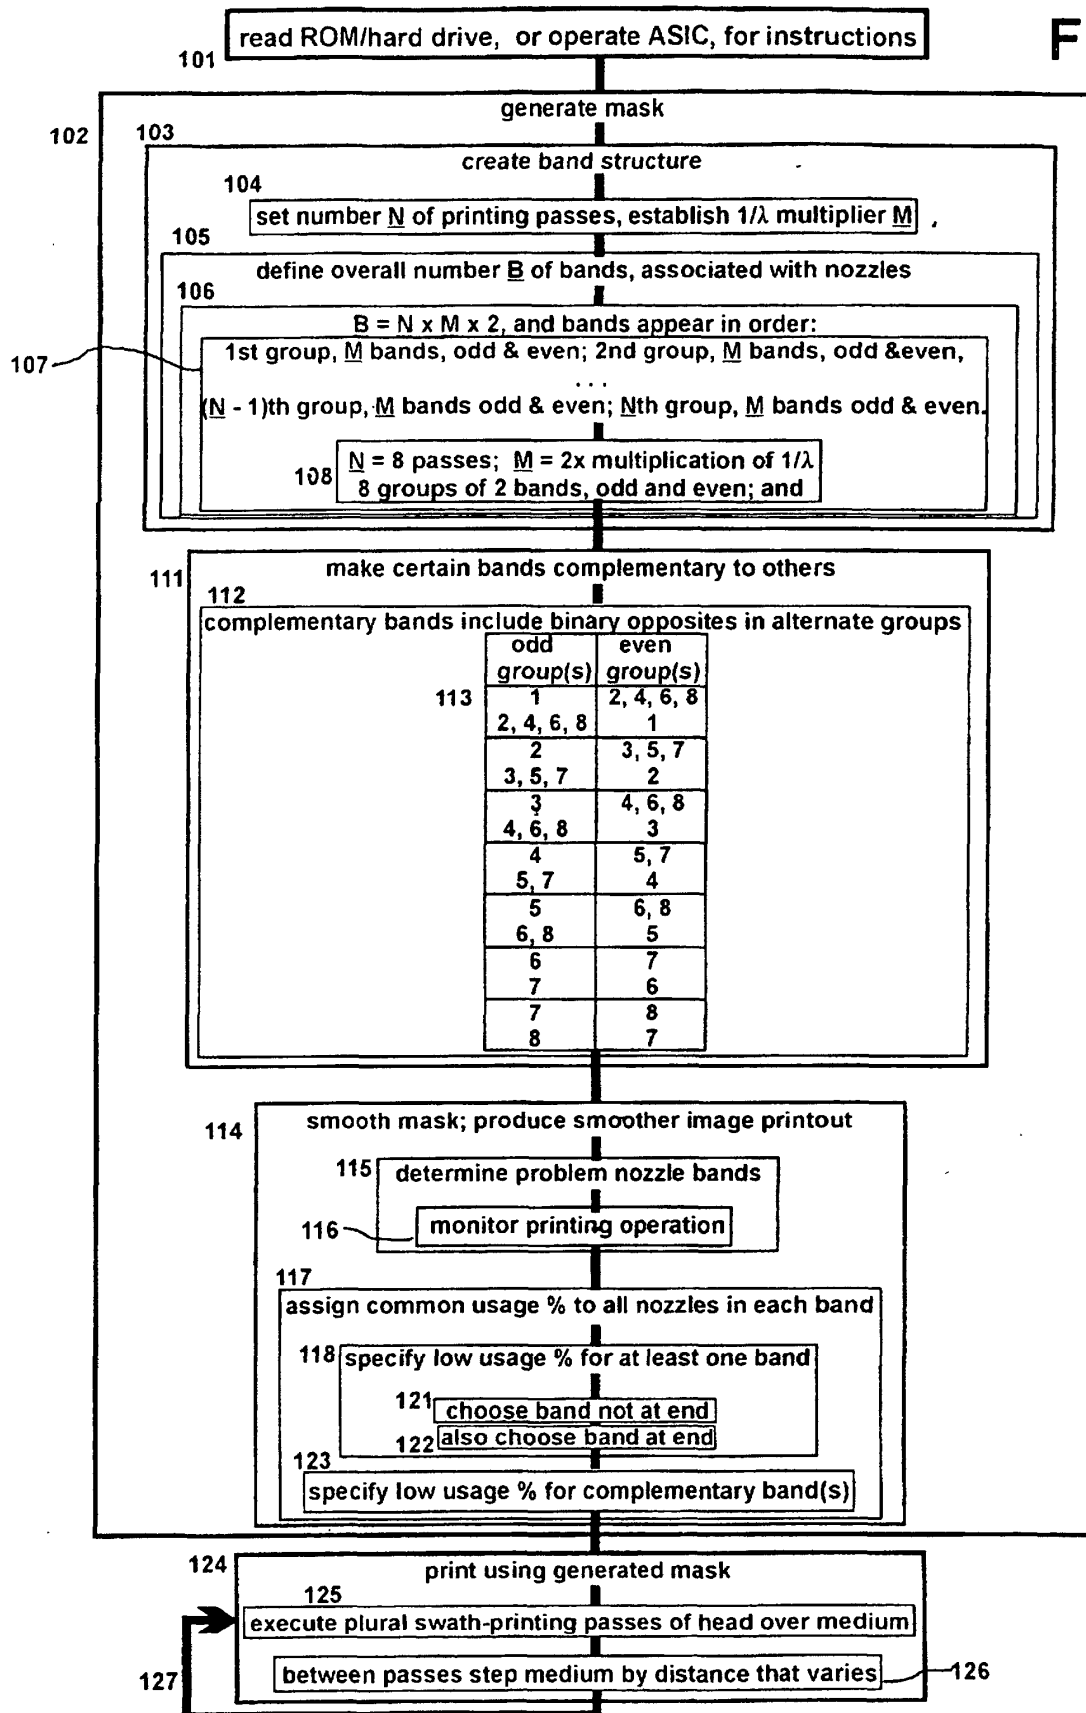 F
read ROM/hard drive, or operate ASIC, for instructions
101
generate mask
102
103
create band structure
104
set number N of printing passes, establish 1/λ multiplier M
105
define overall number B of bands, associated with nozzles
106
B = N x M x 2, and bands appear in order:
107
1st group, M bands, odd & even; 2nd group, M bands, odd &even,
. . .
(N - 1)th group, M bands odd & even; Nth group, M bands odd & even.
108
N = 8 passes; M = 2x multiplication of 1/λ
8 groups of 2 bands, odd and even; and
111
make certain bands complementary to others
112
complementary bands include binary opposites in alternate groups
odd even
group(s) group(s)
113
1 2, 4, 6, 8
2, 4, 6, 8 1
2 3, 5, 7
3, 5, 7 2
3 4, 6, 8
4, 6, 8 3
4 5, 7
5, 7 4
5 6, 8
6, 8 5
6 7
7 6
7 8
8 7
114
smooth mask; produce smoother image printout
115
determine problem nozzle bands
116
monitor printing operation
117
assign common usage % to all nozzles in each band
118
specify low usage % for at least one band
121
choose band not at end
122
also choose band at end
123
specify low usage % for complementary band(s)
124
print using generated mask
125
execute plural swath-printing passes of head over medium
127
between passes step medium by distance that varies
126